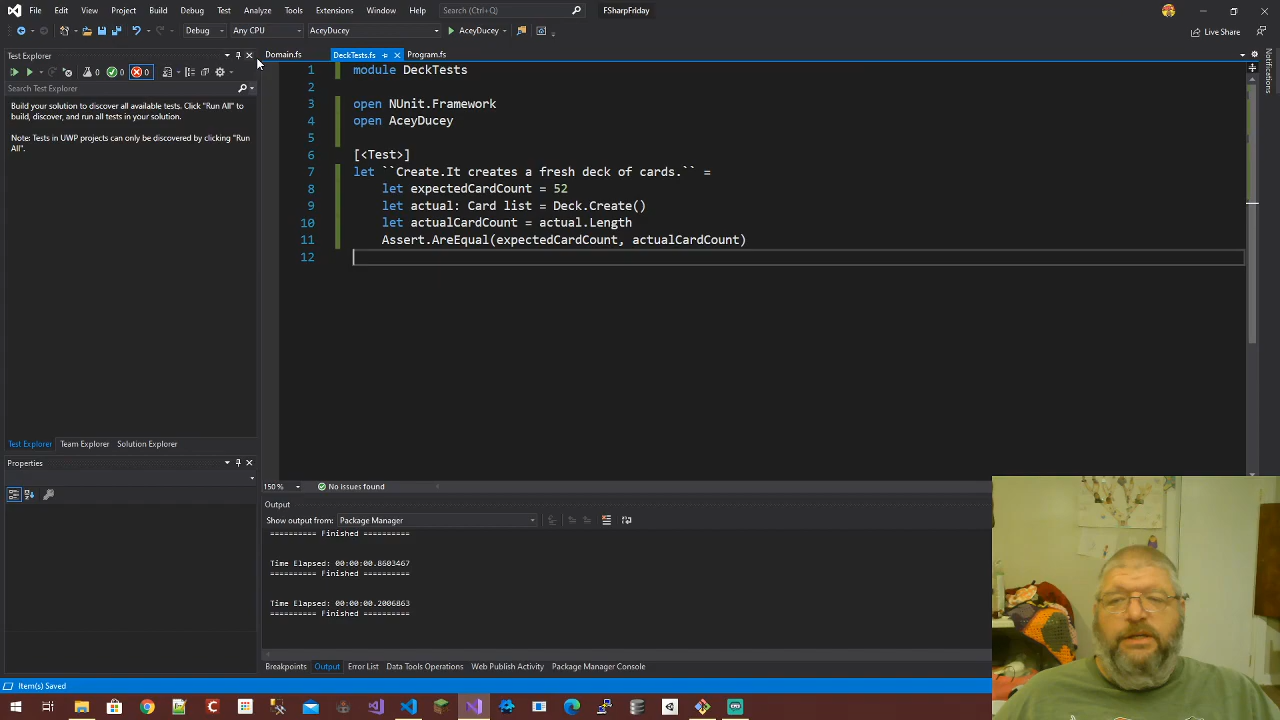 File Edit View Project Build Debug Test Analyze Tools Extensions Window Help Search (Ctrl+Q) FSharpFriday
Debug Any CPU AceyDucey AceyDucey Live Share
Test Explorer
Domain.fs DeckTests.fs Program.fs
0 0 0
Search Test Explorer
Build your solution to discover all available tests. Click "Run All" to
build, discover, and run all tests in your solution.
Note: Tests in UWP projects can only be discovered by clicking "Run
All".
1 module DeckTests
2
3 open NUnit.Framework
4 open AceyDucey
5
6 [<Test>]
7 let ``Create.It creates a fresh deck of cards.`` =
8 let expectedCardCount = 52
9 let actual: Card list = Deck.Create()
10 let actualCardCount = actual.Length
11 Assert.AreEqual(expectedCardCount, actualCardCount)
12
Notifications
Test Explorer Team Explorer Solution Explorer
Properties
150 % No issues found
Output
Show output from: Package Manager
========== Finished ==========
Time Elapsed: 00:00:00.8603467
========== Finished ==========
Time Elapsed: 00:00:00.2006863
========== Finished ==========
Breakpoints Output Error List Data Tools Operations Web Publish Activity Package Manager Console
Item(s) Saved